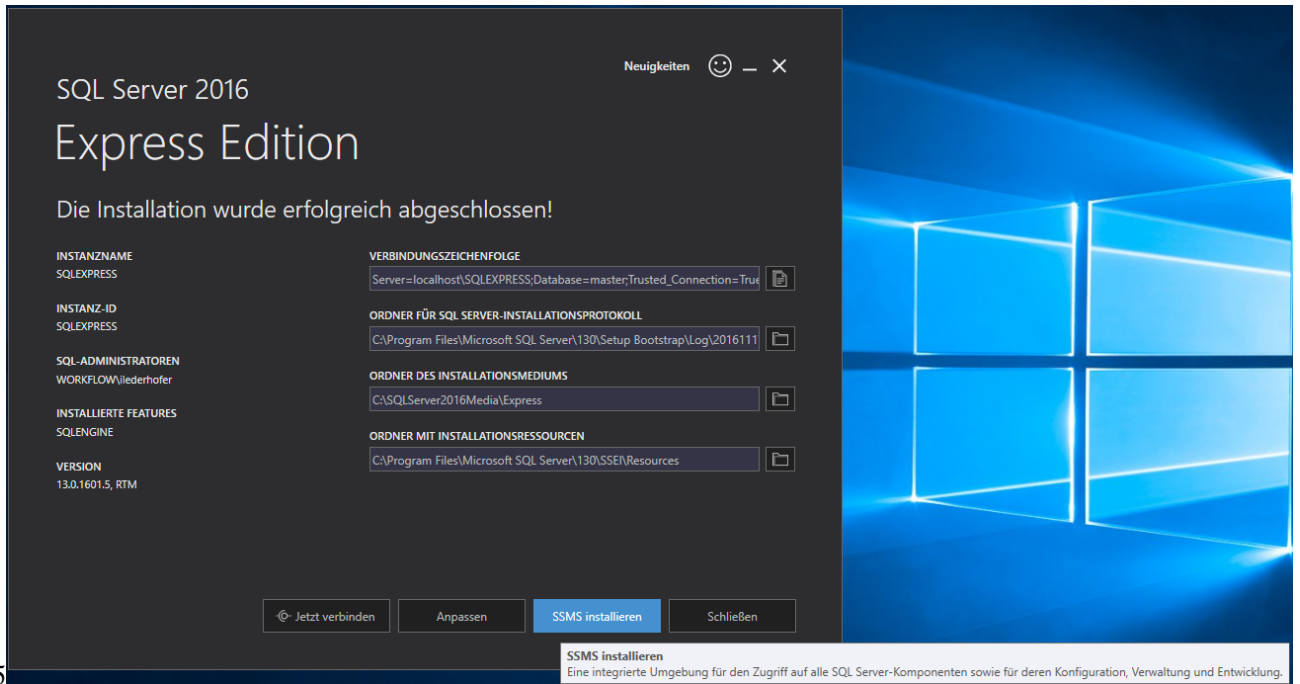 Neuigkeiten
SQL Server 2016
Express Edition
Die Installation wurde erfolgreich abgeschlossen!
INSTANZNAME
SQLEXPRESS
INSTANZ-ID
SQLEXPRESS
SQL-ADMINISTRATOREN
WORKFLOW\ilederhofer
INSTALLIERTE FEATURES
SQLENGINE
VERSION
13.0.1601.5, RTM
VERBINDUNGSZEICHENFOLGE
Server=localhost\SQLEXPRESS;Database=master;Trusted_Connection=True
ORDNER FÜR SQL SERVER-INSTALLATIONSPROTOKOLL
C:\Program Files\Microsoft SQL Server\130\Setup Bootstrap\Log\2016111
ORDNER DES INSTALLATIONSMEDIUMS
C:\SQLServer2016Media\Express
ORDNER MIT INSTALLATIONSRESSOURCEN
C:\Program Files\Microsoft SQL Server\130\SSEI\Resources
Jetzt verbinden
Anpassen
SSMS installieren
Schließen
SSMS installieren
Eine integrierte Umgebung für den Zugriff auf alle SQL Server-Komponenten sowie für deren Konfiguration, Verwaltung und Entwicklung.